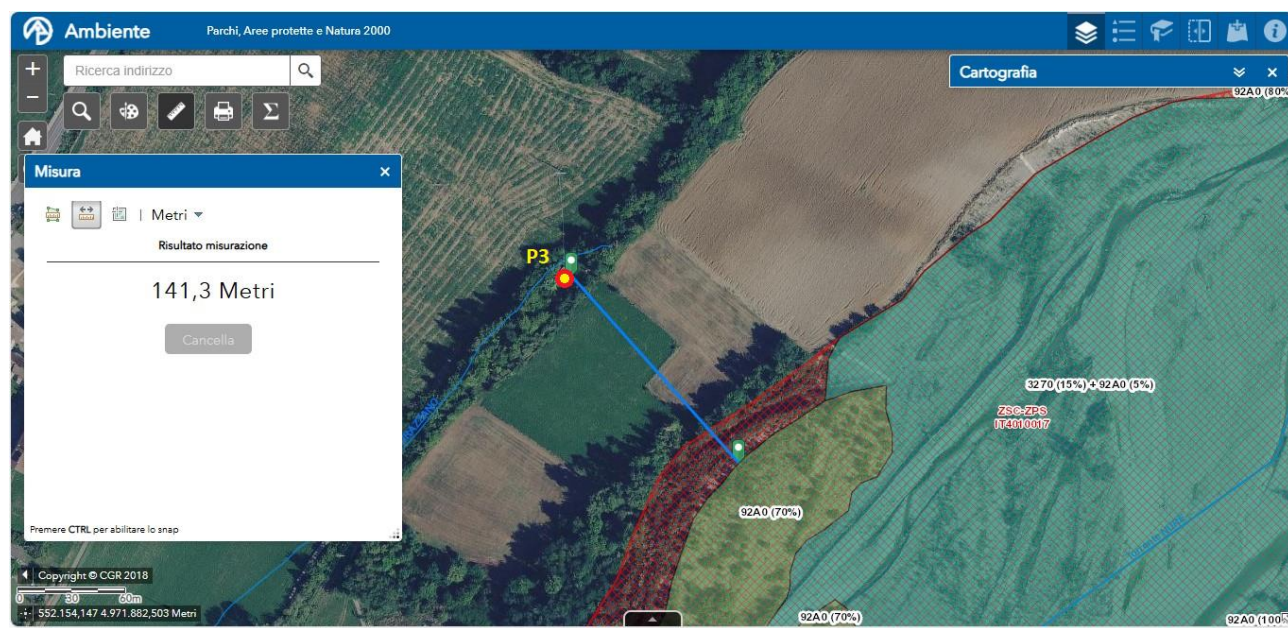 Ambiente
Parchi, Aree protette e Natura 2000
+
Ricerca indirizzo
−
Cartografia
92A0 (80%
Misura
Metri
Risultato misurazione
141,3 Metri
Cancella
Premere CTRL per abilitare lo snap
P3
3270 (15%) + 92A0 (5%)
ZSC-ZPS
IT4010017
92A0 (70%)
92A0 (70%)
92A0 (100
Copyright © CGR 2018
0 30 60m
552.154,147 4.971.882,503 Metri